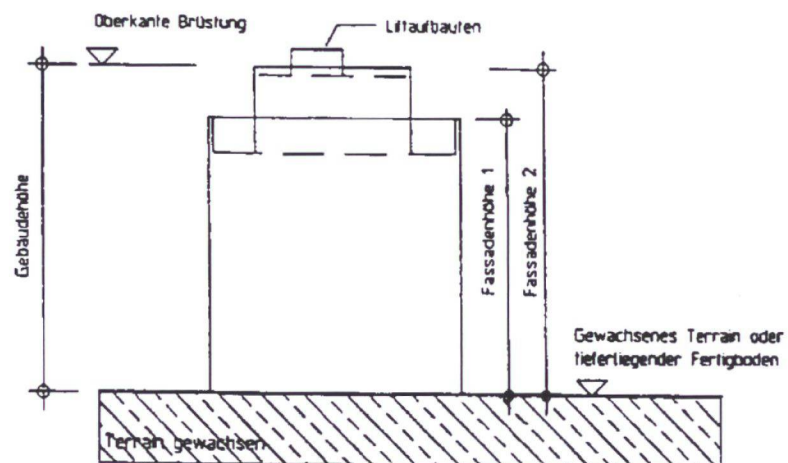 Oberkante Brüstung
Liftaufbauten
Gebäudehöhe
Fassadenhöhe 1
Fassadenhöhe 2
Gewachsenes Terrain oder
tieferliegender Fertigboden
Terrain gewachsen